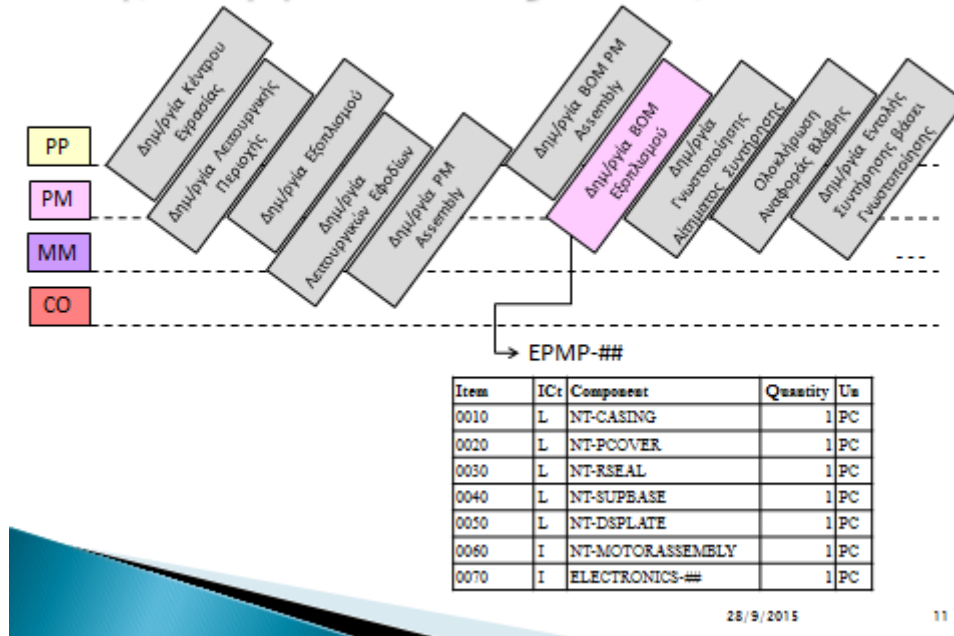 Δημ/ργία Κέντρου
Εγρασίας
Δημ/ργία Λειτουργικής
Περιοχής
Δημ/ργία Εξοπλισμού
Δημ/ργία
Λειτουργικών Εφοδίων
Δημ/ργία PM
Assembly
Δημ/ργία BOM PM
Assembly
Δημ/ργία BOM
Εξοπλισμού
Δημ/ργία
Γνωστοποίησης
Αιτήματος Συντήρησης
Ολοκλήρωση
Αναφοράς Βλάβης
Δημ/ργία Εντολής
Συντήρησης βάσει
Γνωστοποίησης
PP
PM
MM
CO
EPMP-##
Item ICt Component Quantity Un
0010 L NT-CASING 1 PC
0020 L NT-PCOVER 1 PC
0030 L NT-RSEAL 1 PC
0040 L NT-SUPBASE 1 PC
0050 L NT-DSPLATE 1 PC
0060 I NT-MOTORASSEMBLY 1 PC
0070 I ELECTRONICS-## 1 PC
28/9/2015 11